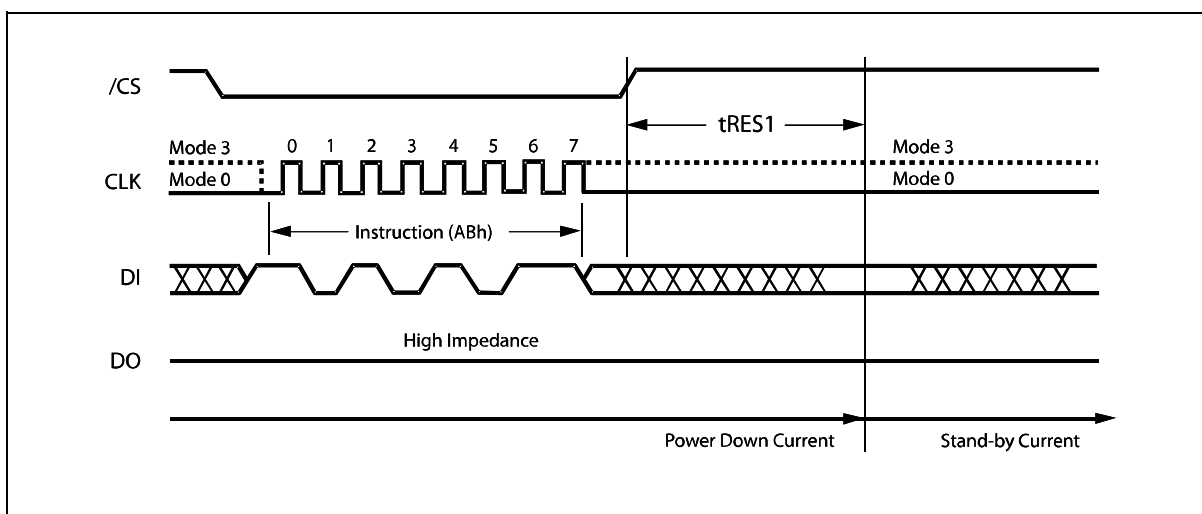 /CS
tRES1
Mode 3
0 1 2 3 4 5 6 7
Mode 3
CLK
Mode 0
Mode 0
Instruction (ABh)
DI
High Impedance
DO
Power Down Current
Stand-by Current